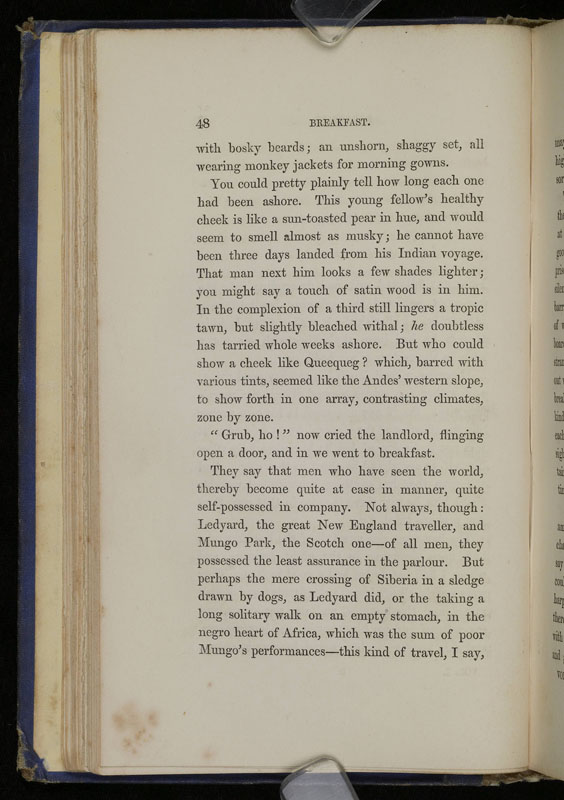 48 BREAKFAST.
with bosky beards; an unshorn, shaggy set, all
wearing monkey jackets for morning gowns.
You could pretty plainly tell how long each one
had been ashore. This young fellow's healthy
cheek is like a sun-toasted pear in hue, and would
seem to smell almost as musky; he cannot have
been three days landed from his Indian voyage.
That man next him looks a few shades lighter;
you might say a touch of satin wood is in him.
In the complexion of a third still lingers a tropic
tawn, but slightly bleached withal; he doubtless
has tarried whole weeks ashore. But who could
show a cheek like Queequeg? which, barred with
various tints, seemed like the Andes' western slope,
to show forth in one array, contrasting climates,
zone by zone.
"Grub, ho!" now cried the landlord, flinging
open a door, and in we went to breakfast.
They say that men who have seen the world,
thereby become quite at ease in manner, quite
self-possessed in company. Not always, though:
Ledyard, the great New England traveller, and
Mungo Park, the Scotch one—of all men, they
possessed the least assurance in the parlour. But
perhaps the mere crossing of Siberia in a sledge
drawn by dogs, as Ledyard did, or the taking a
long solitary walk on an empty stomach, in the
negro heart of Africa, which was the sum of poor
Mungo's performances—this kind of travel, I say,